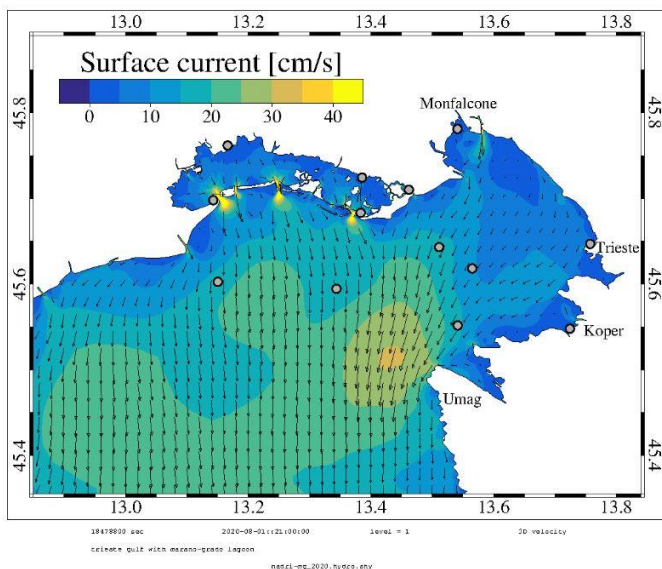 13.0 13.2 13.4 13.6 13.8
Surface current [cm/s]
0 10 20 30 40
45.8 45.8
Monfalcone
Trieste
45.6 45.6
Koper
Umag
45.4 45.4
13.0 13.2 13.4 13.6 13.8
18478800 sec 2020-08-01::21:00:00 level = 1 3D velocity
trieste gulf with marano-grado lagoon
nadri-mg_2020.hydro.shy